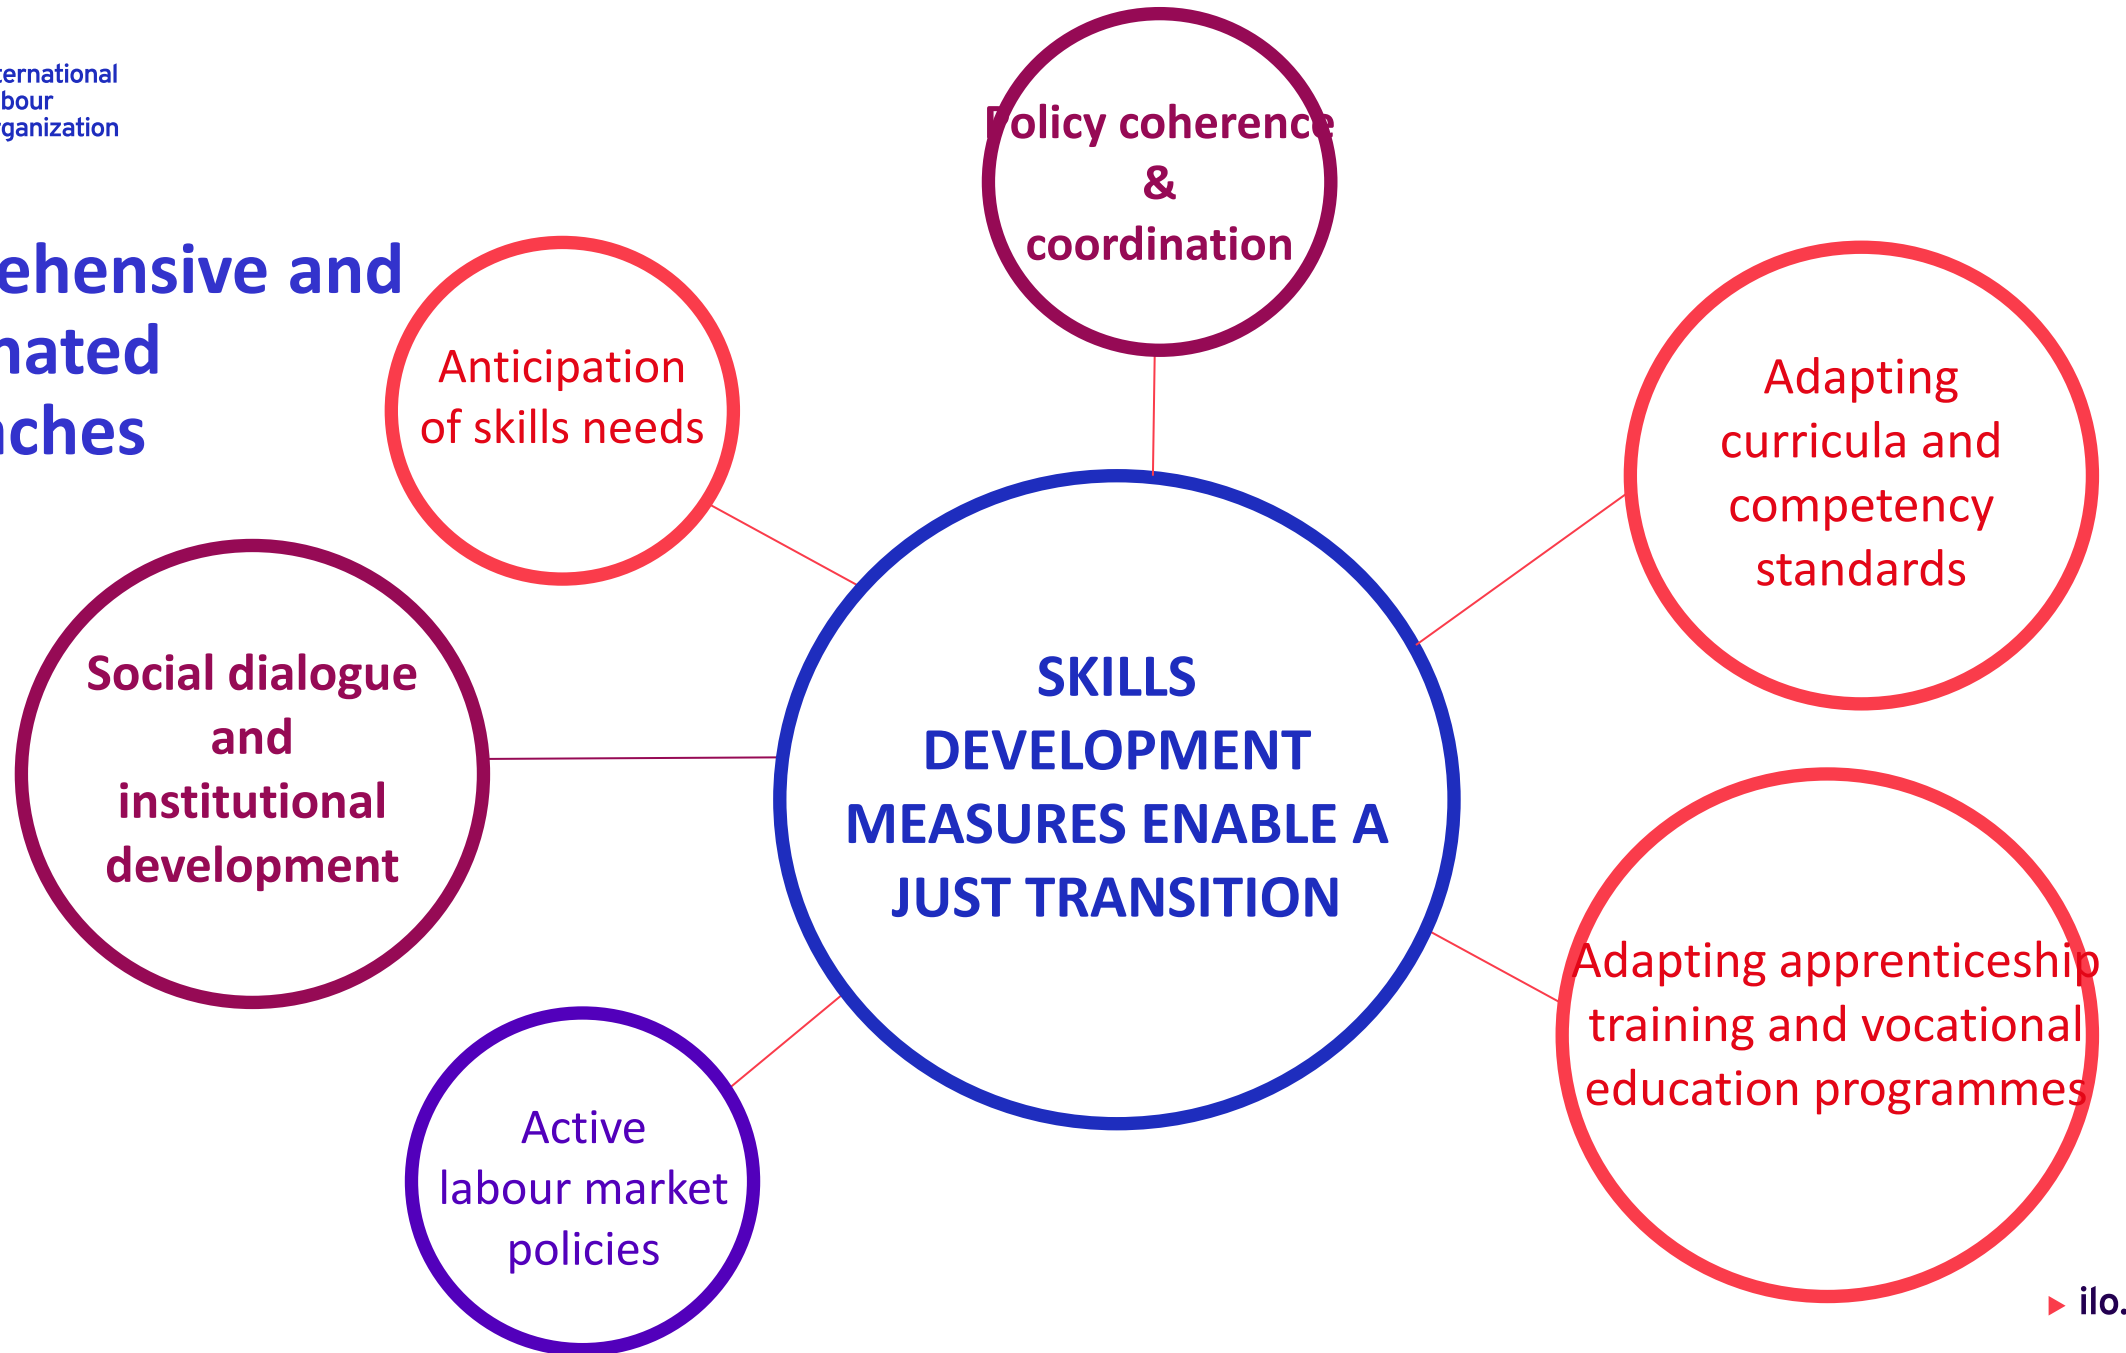 ternational
bour
ganization
ehensive and
nated
aches
Policy coherence
&
coordination
Anticipation
of skills needs
Adapting
curricula and
competency
standards
Social dialogue
and
institutional
development
SKILLS
DEVELOPMENT
MEASURES ENABLE A
JUST TRANSITION
Adapting apprenticeship
training and vocational
education programmes
Active
labour market
policies
ilo.